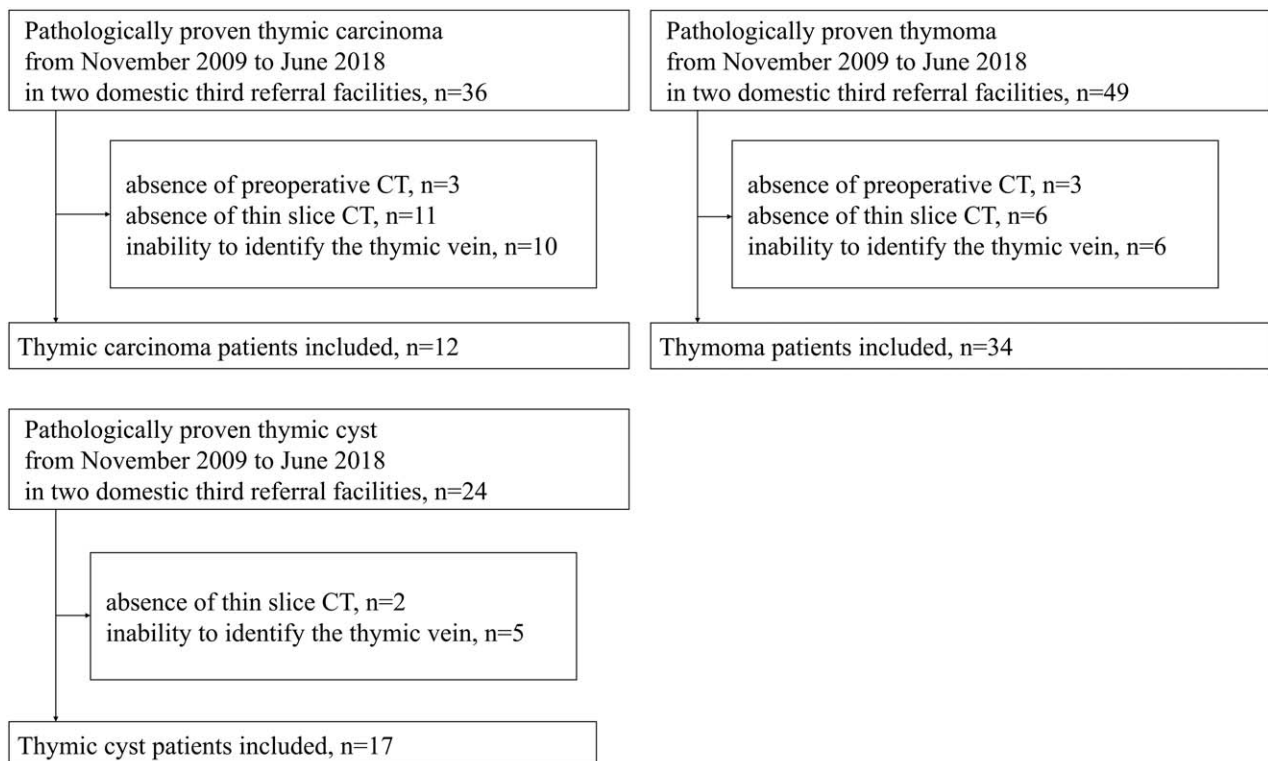 Pathologically proven thymic carcinoma
from November 2009 to June 2018
in two domestic third referral facilities, n=36
absence of preoperative CT, n=3
absence of thin slice CT, n=11
inability to identify the thymic vein, n=10
Thymic carcinoma patients included, n=12
Pathologically proven thymoma
from November 2009 to June 2018
in two domestic third referral facilities, n=49
absence of preoperative CT, n=3
absence of thin slice CT, n=6
inability to identify the thymic vein, n=6
Thymoma patients included, n=34
Pathologically proven thymic cyst
from November 2009 to June 2018
in two domestic third referral facilities, n=24
absence of thin slice CT, n=2
inability to identify the thymic vein, n=5
Thymic cyst patients included, n=17